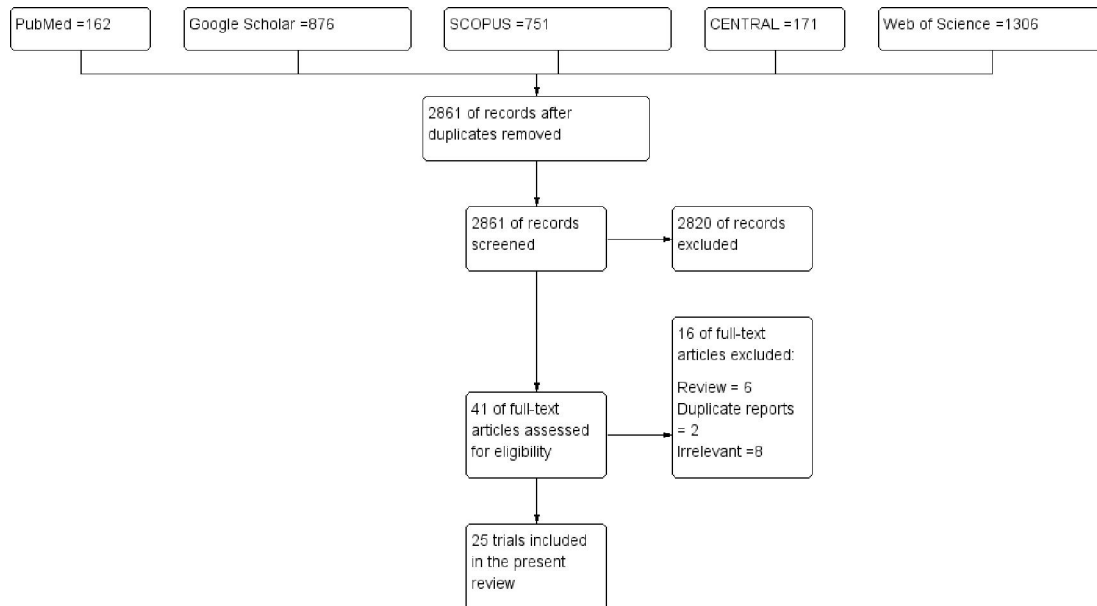 PubMed =162
Google Scholar =876
SCOPUS =751
CENTRAL =171
Web of Science =1306
2861 of records after
duplicates removed
2861 of records
screened
2820 of records
excluded
16 of full-text
articles excluded:
Review = 6
Duplicate reports
= 2
Irrelevant =8
41 of full-text
articles assessed
for eligibility
25 trials included
in the present
review